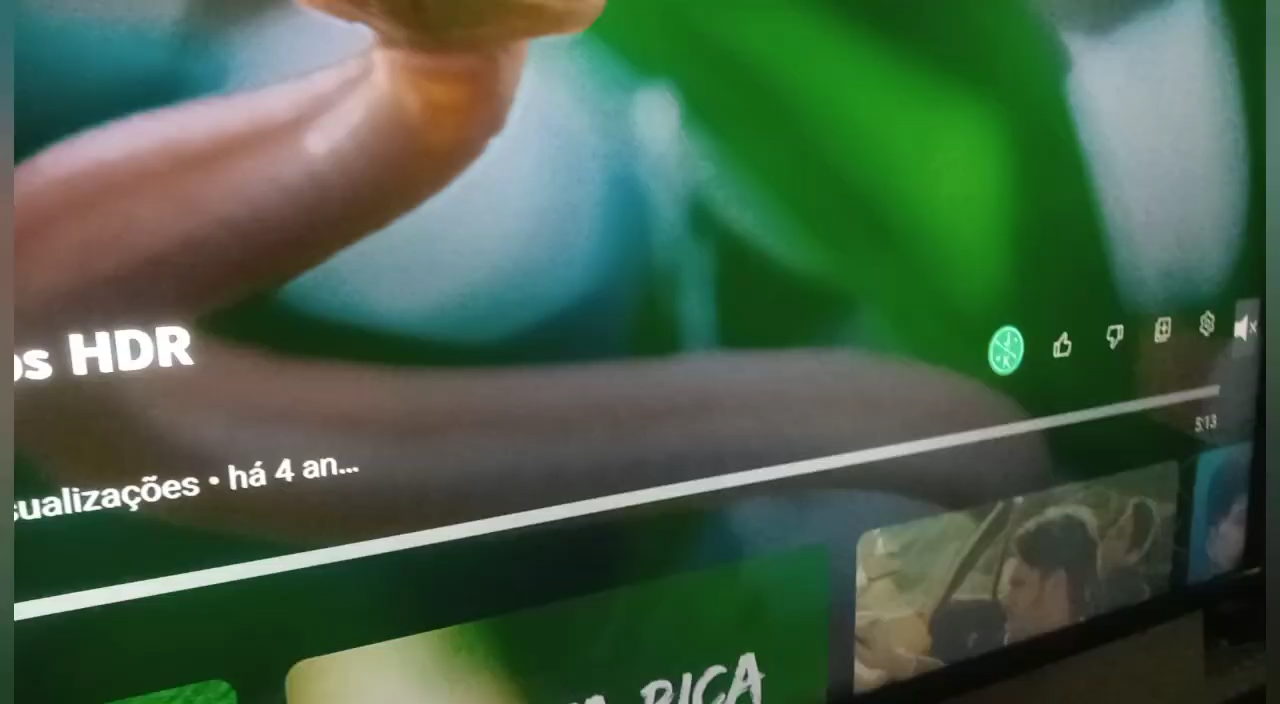 os HDR
J
K
5:13
sualizações • há 4 an...
RICA